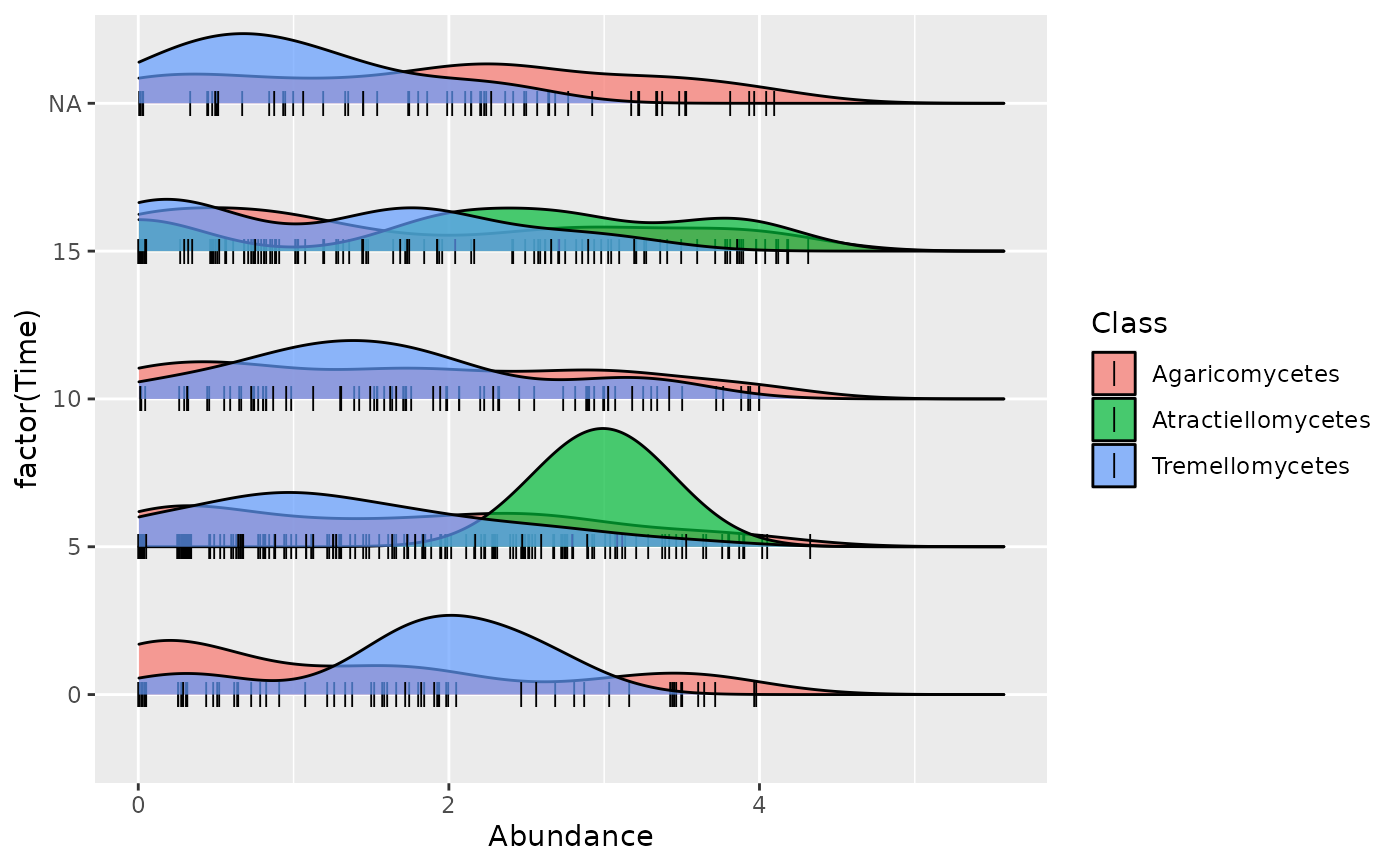 NA
15
10
5
0
factor(Time)
0 2 4
Abundance
Class
Agaricomycetes
Atractiellomycetes
Tremellomycetes